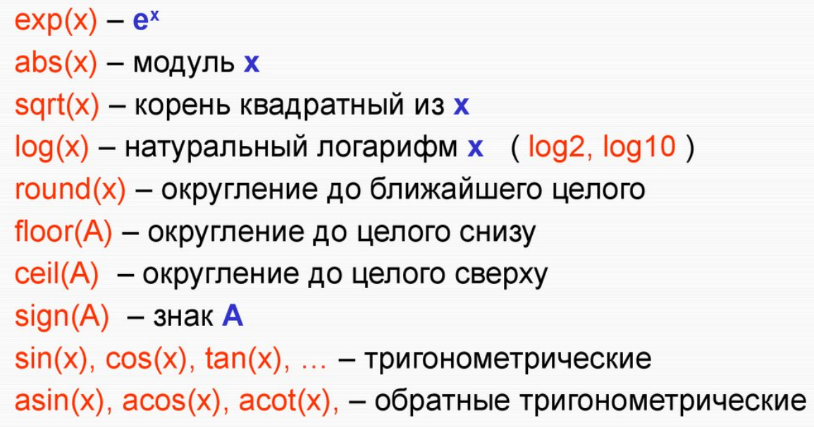 exp(x) – eˣ
abs(x) – модуль x
sqrt(x) – корень квадратный из x
log(x) – натуральный логарифм x ( log2, log10 )
round(x) – округление до ближайшего целого
floor(A) – округление до целого снизу
ceil(A) – округление до целого сверху
sign(A) – знак A
sin(x), cos(x), tan(x), … – тригонометрические
asin(x), acos(x), acot(x), – обратные тригонометрические